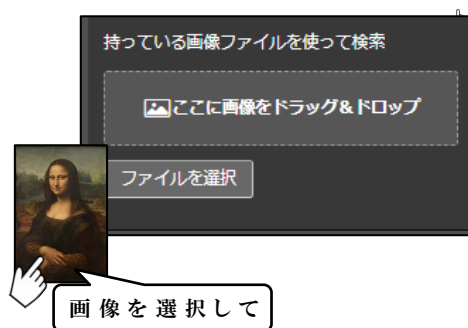 持っている画像ファイルを使って検索
ここに画像をドラッグ&ドロップ
ファイルを選択
画像を選択して